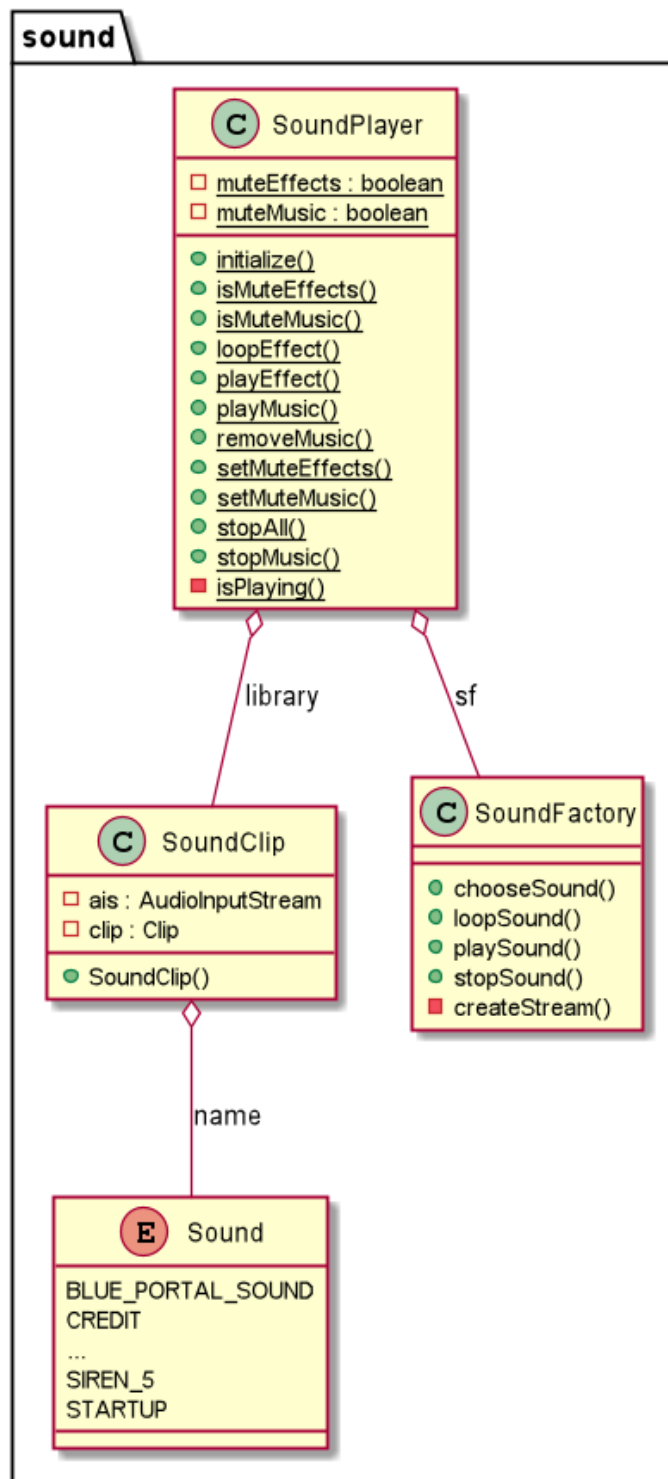 sound
C SoundPlayer
muteEffects : boolean
muteMusic : boolean
initialize()
isMuteEffects()
isMuteMusic()
loopEffect()
playEffect()
playMusic()
removeMusic()
setMuteEffects()
setMuteMusic()
stopAll()
stopMusic()
isPlaying()
library
sf
C SoundClip
ais : AudioInputStream
clip : Clip
SoundClip()
C SoundFactory
chooseSound()
loopSound()
playSound()
stopSound()
createStream()
name
E Sound
BLUE_PORTAL_SOUND
CREDIT
...
SIREN_5
STARTUP